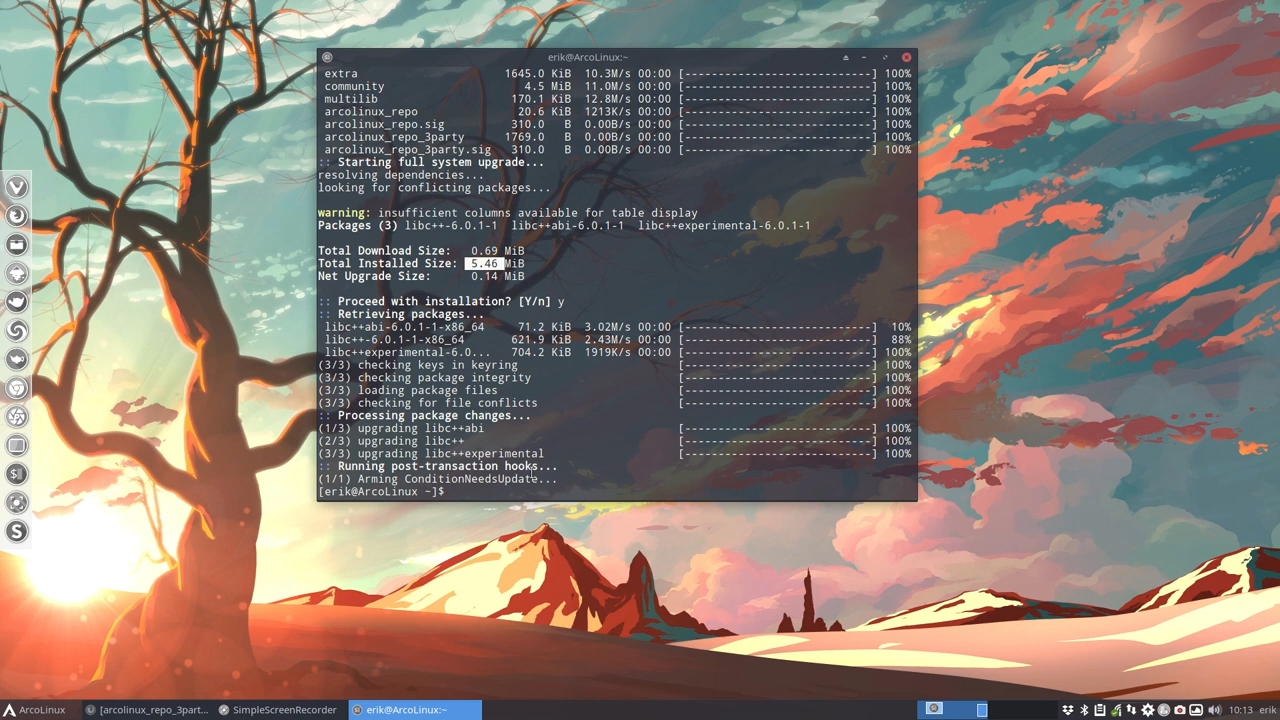 erik@ArcoLinux:~
extra 1645.0 KiB 10.3M/s 00:00 [-----------------------------] 100%
community 4.5 MiB 11.0M/s 00:00 [-----------------------------] 100%
multilib 170.1 KiB 12.8M/s 00:00 [-----------------------------] 100%
arcolinux_repo 20.6 KiB 1213K/s 00:00 [-----------------------------] 100%
arcolinux_repo.sig 310.0 B 0.00B/s 00:00 [-----------------------------] 100%
arcolinux_repo_3party 1769.0 B 0.00B/s 00:00 [-----------------------------] 100%
arcolinux_repo_3party.sig 310.0 B 0.00B/s 00:00 [-----------------------------] 100%
:: Starting full system upgrade...
resolving dependencies...
looking for conflicting packages...
warning: insufficient columns available for table display
Packages (3) libc++-6.0.1-1 libc++abi-6.0.1-1 libc++experimental-6.0.1-1
Total Download Size: 0.69 MiB
Total Installed Size: 5.46 MiB
Net Upgrade Size: 0.14 MiB
:: Proceed with installation? [Y/n] y
:: Retrieving packages...
libc++abi-6.0.1-1-x86_64 71.2 KiB 3.02M/s 00:00 [-----------------------------] 10%
libc++-6.0.1-1-x86_64 621.9 KiB 2.43M/s 00:00 [-----------------------------] 88%
libc++experimental-6.0... 704.2 KiB 1919K/s 00:00 [-----------------------------] 100%
(3/3) checking keys in keyring [-----------------------------] 100%
(3/3) checking package integrity [-----------------------------] 100%
(3/3) loading package files [-----------------------------] 100%
(3/3) checking for file conflicts [-----------------------------] 100%
:: Processing package changes...
(1/3) upgrading libc++abi [-----------------------------] 100%
(2/3) upgrading libc++ [-----------------------------] 100%
(3/3) upgrading libc++experimental [-----------------------------] 100%
:: Running post-transaction hooks...
(1/1) Arming ConditionNeedsUpdate...
[erik@ArcoLinux ~]$
ArcoLinux [arcolinux_repo_3part... SimpleScreenRecorder erik@ArcoLinux:~ 10:13 erik